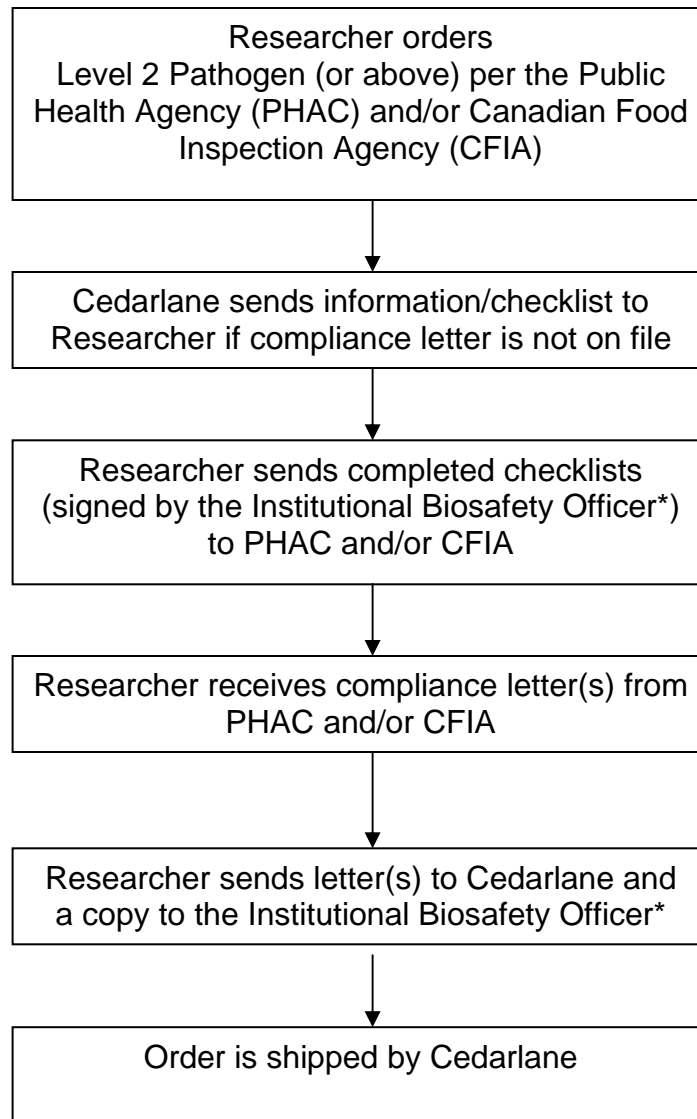 Researcher orders
Level 2 Pathogen (or above) per the Public
Health Agency (PHAC) and/or Canadian Food
Inspection Agency (CFIA)
Cedarlane sends information/checklist to
Researcher if compliance letter is not on file
Researcher sends completed checklists
(signed by the Institutional Biosafety Officer*)
to PHAC and/or CFIA
Researcher receives compliance letter(s) from
PHAC and/or CFIA
Researcher sends letter(s) to Cedarlane and
a copy to the Institutional Biosafety Officer*
Order is shipped by Cedarlane